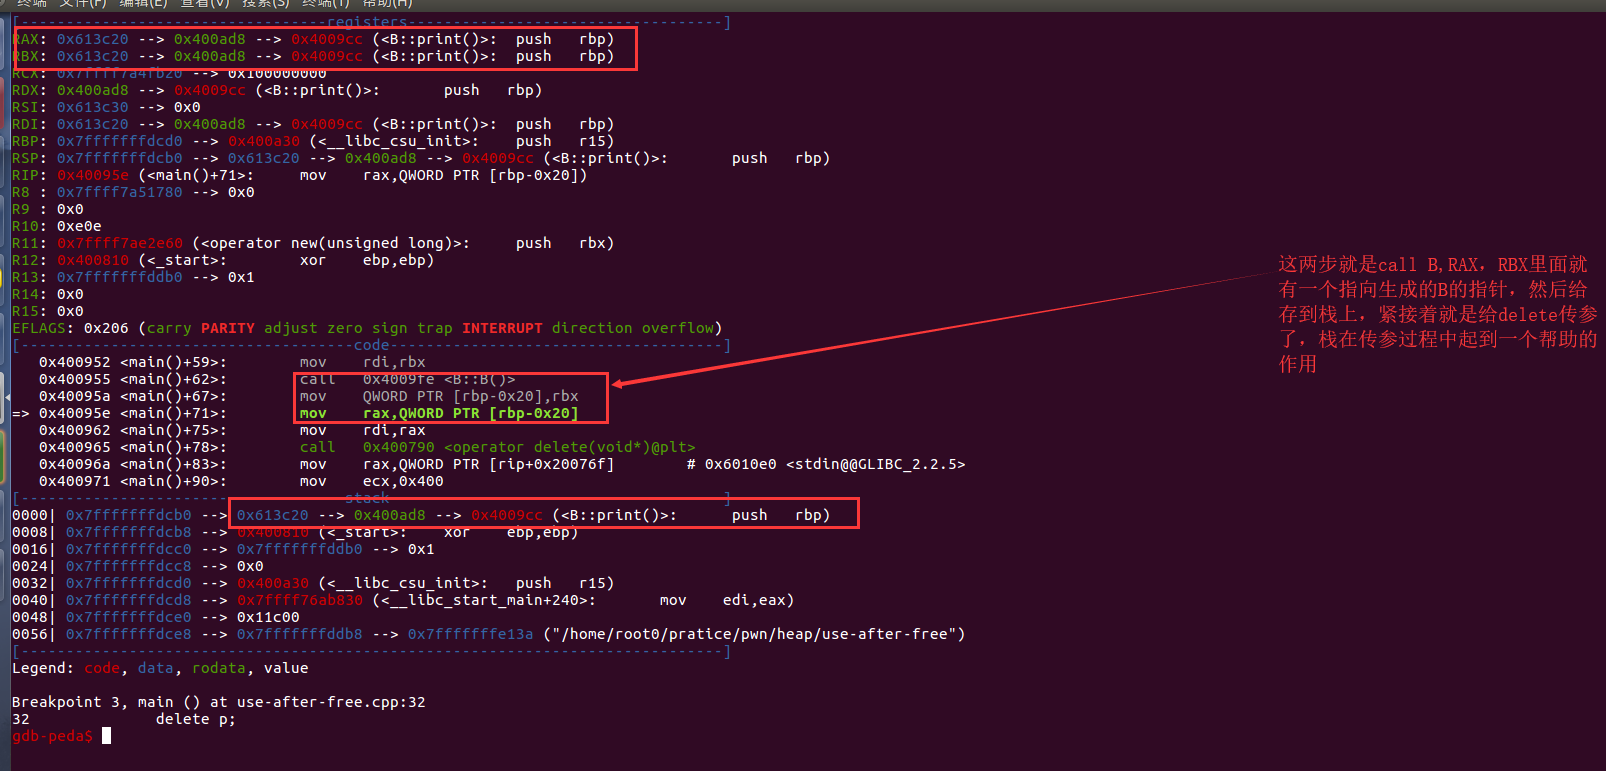 终端 文件(F) 编辑(E) 查看(V) 搜索(S) 终端(T) 帮助(H)
[----------------------------------registers-----------------------------------]
RAX: 0x613c20 --> 0x400ad8 --> 0x4009cc (<B::print()>:	push   rbp)
RBX: 0x613c20 --> 0x400ad8 --> 0x4009cc (<B::print()>:	push   rbp)
RCX: 0x7ffff7a4fb20 --> 0x100000000
RDX: 0x400ad8 --> 0x4009cc (<B::print()>:	push   rbp)
RSI: 0x613c30 --> 0x0
RDI: 0x613c20 --> 0x400ad8 --> 0x4009cc (<B::print()>:	push   rbp)
RBP: 0x7fffffffdcd0 --> 0x400a30 (<__libc_csu_init>:	push   r15)
RSP: 0x7fffffffdcb0 --> 0x613c20 --> 0x400ad8 --> 0x4009cc (<B::print()>:	push   rbp)
RIP: 0x40095e (<main()+71>:	mov    rax,QWORD PTR [rbp-0x20])
R8 : 0x7ffff7a51780 --> 0x0
R9 : 0x0
R10: 0xe0e
R11: 0x7ffff7ae2e60 (<operator new(unsigned long)>:	push   rbx)
R12: 0x400810 (<_start>:	xor    ebp,ebp)
R13: 0x7fffffffddb0 --> 0x1
R14: 0x0
R15: 0x0
EFLAGS: 0x206 (carry PARITY adjust zero sign trap INTERRUPT direction overflow)
[-------------------------------------code-------------------------------------]
   0x400952 <main()+59>:	mov    rdi,rbx
   0x400955 <main()+62>:	call   0x4009fe <B::B()>
   0x40095a <main()+67>:	mov    QWORD PTR [rbp-0x20],rbx
=> 0x40095e <main()+71>:	mov    rax,QWORD PTR [rbp-0x20]
   0x400962 <main()+75>:	mov    rdi,rax
   0x400965 <main()+78>:	call   0x400790 <operator delete(void*)@plt>
   0x40096a <main()+83>:	mov    rax,QWORD PTR [rip+0x20076f]        # 0x6010e0 <stdin@@GLIBC_2.2.5>
   0x400971 <main()+90>:	mov    ecx,0x400
[------------------------------------stack-------------------------------------]
0000| 0x7fffffffdcb0 --> 0x613c20 --> 0x400ad8 --> 0x4009cc (<B::print()>:	push   rbp)
0008| 0x7fffffffdcb8 --> 0x400810 (<_start>:	xor    ebp,ebp)
0016| 0x7fffffffdcc0 --> 0x7fffffffddb0 --> 0x1
0024| 0x7fffffffdcc8 --> 0x0
0032| 0x7fffffffdcd0 --> 0x400a30 (<__libc_csu_init>:	push   r15)
0040| 0x7fffffffdcd8 --> 0x7ffff76ab830 (<__libc_start_main+240>:	mov    edi,eax)
0048| 0x7fffffffdce0 --> 0x11c00
0056| 0x7fffffffdce8 --> 0x7fffffffddb8 --> 0x7fffffffe13a ("/home/root0/pratice/pwn/heap/use-after-free")
[------------------------------------------------------------------------------]
Legend: code, data, rodata, value

Breakpoint 3, main () at use-after-free.cpp:32
32		delete p;
gdb-peda$
这两步就是call B,RAX，RBX里面就
有一个指向生成的B的指针，然后给
存到栈上，紧接着就是给delete传参
了，栈在传参过程中起到一个帮助的
作用